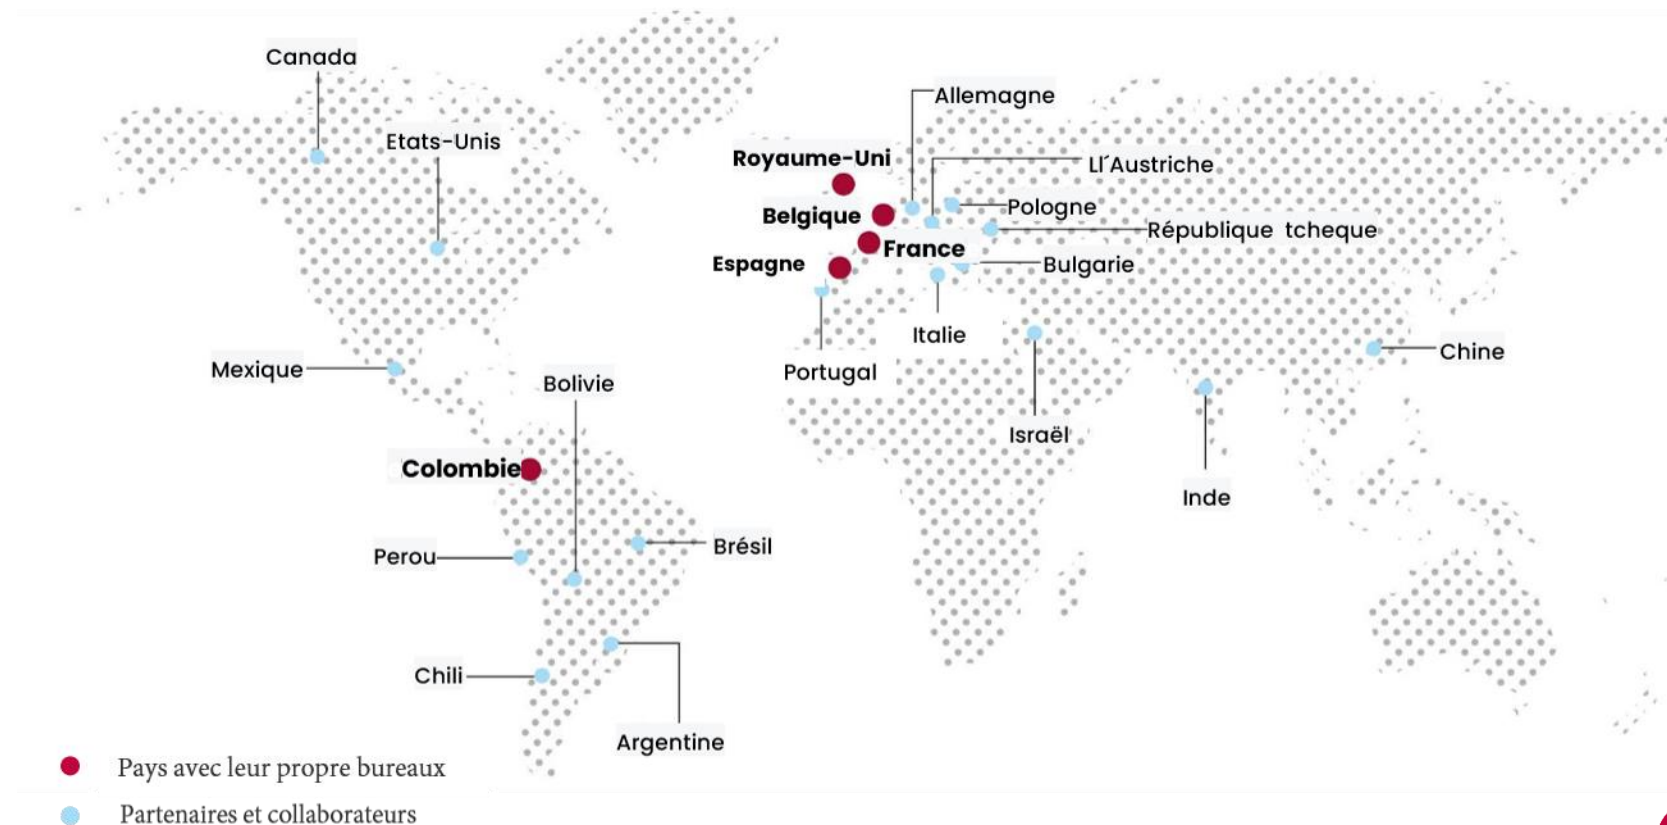 Canada
Etats-Unis
Allemagne
Royaume-Uni
Ll´Austriche
Belgique
Pologne
République tcheque
France
Espagne
Bulgarie
Italie
Portugal
Mexique
Bolivie
Chine
Israël
Colombie
Inde
Perou
Brésil
Chili
Argentine
Pays avec leur propre bureaux
Partenaires et collaborateurs